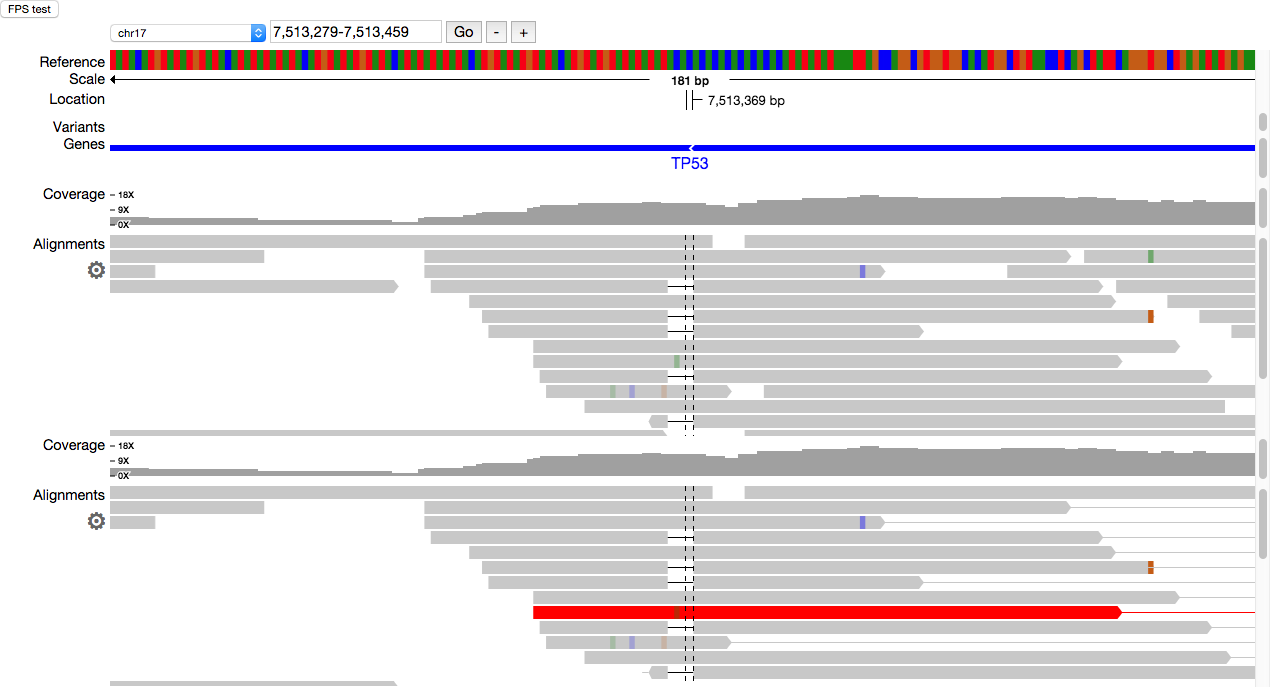 FPS test
chr17 7,513,279-7,513,459 Go - +
Reference
Scale 181 bp
Location 7,513,369 bp
Variants
Genes
TP53
Coverage 18X
9X
0X
Alignments
Coverage 18X
9X
0X
Alignments